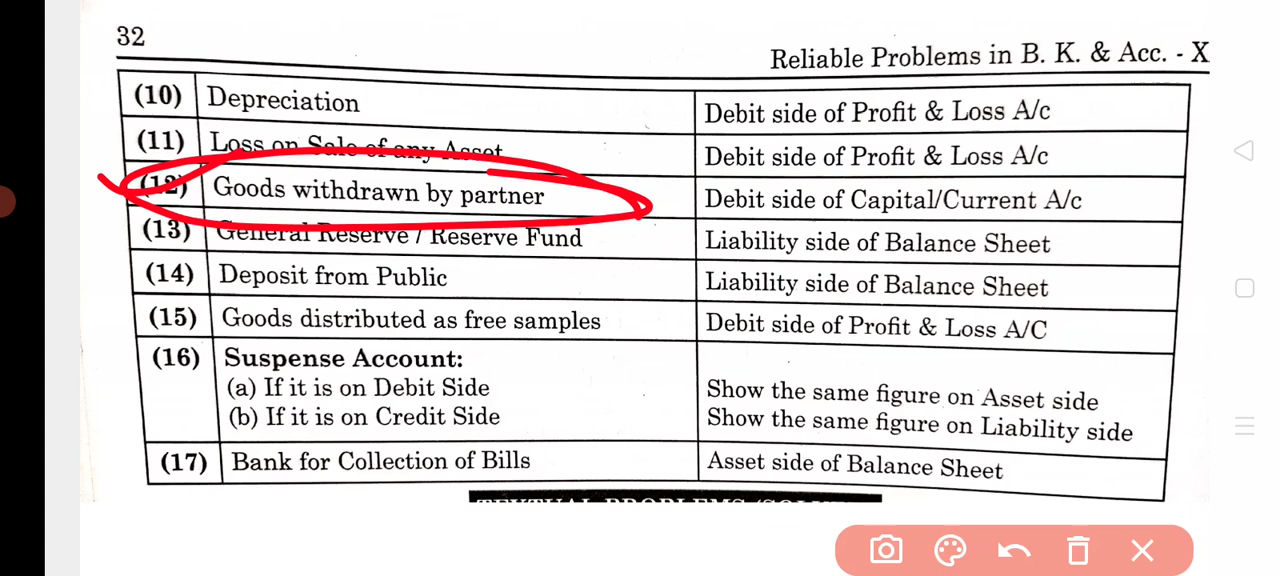 32
Reliable Problems in B. K. & Acc. - X
(10) Depreciation Debit side of Profit & Loss A/c
(11) Loss on Sale of any Asset Debit side of Profit & Loss A/c
(12) Goods withdrawn by partner Debit side of Capital/Current A/c
(13) General Reserve / Reserve Fund Liability side of Balance Sheet
(14) Deposit from Public Liability side of Balance Sheet
(15) Goods distributed as free samples Debit side of Profit & Loss A/C
(16) Suspense Account:
(a) If it is on Debit Side Show the same figure on Asset side
(b) If it is on Credit Side Show the same figure on Liability side
(17) Bank for Collection of Bills Asset side of Balance Sheet